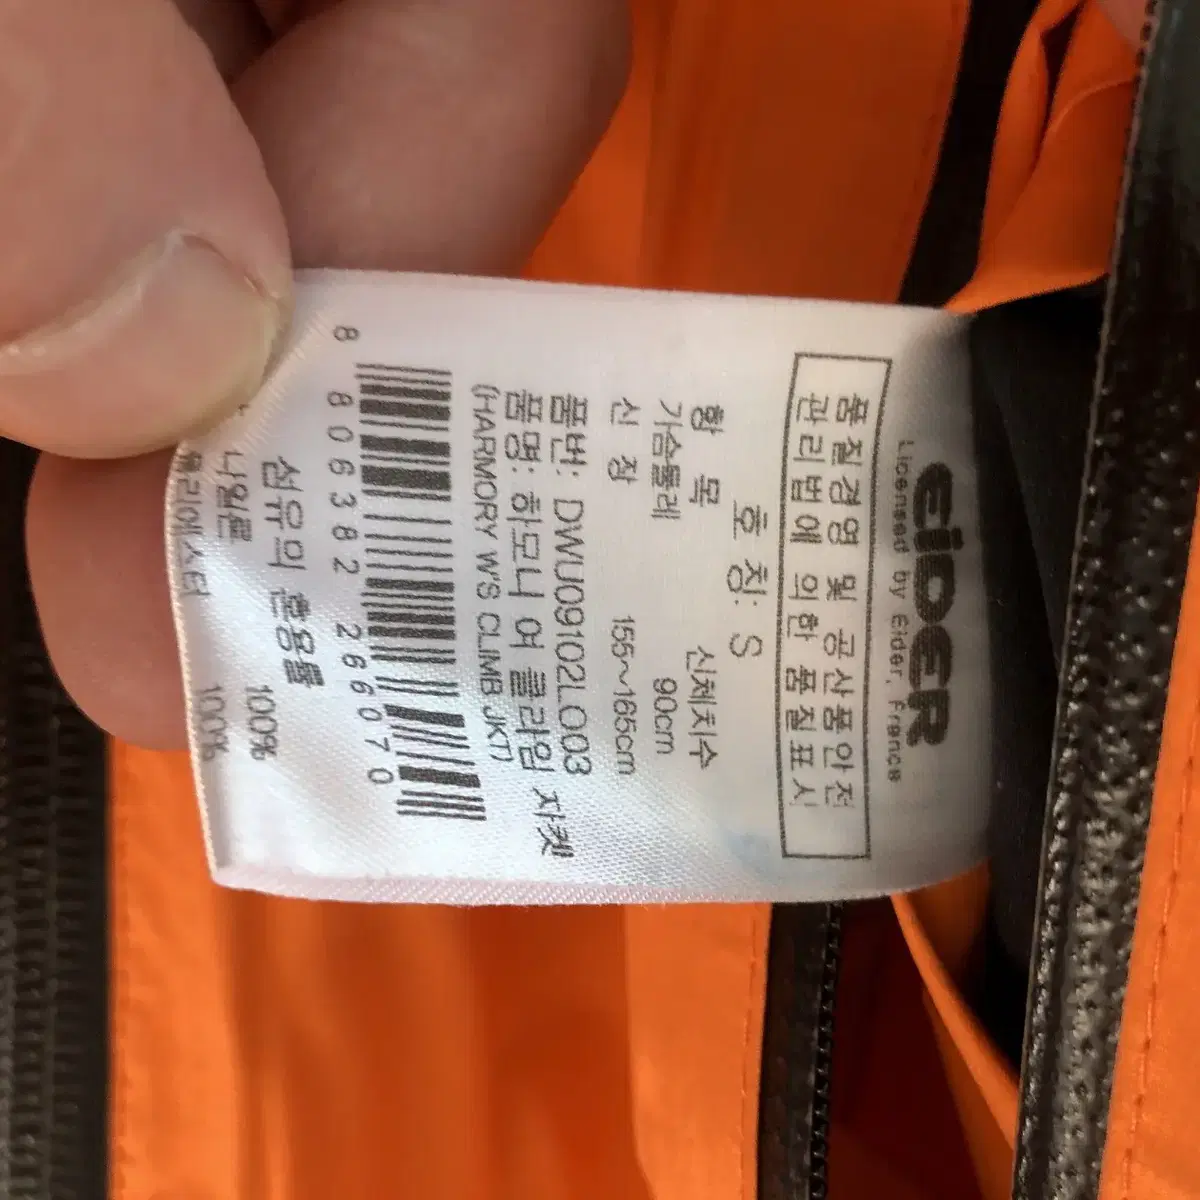 EiDER
Licensed by Eider, France
품질경영 및 공산품안전
관리법에 의한 품질표시
호칭: S
항 목 신체치수
가슴둘레 90cm
신 장 155~165cm
품번: DWU09102LO03
품명: 하모니 여 클라임 자켓
(HARMORY W'S CLIMB JKT)
8 806382 266070
섬유의 혼용률
나일론 100%
폴리에스터 100%